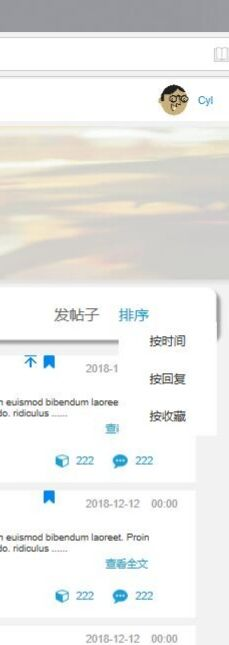 Cyl
发帖子 排序
按时间
按回复
按收藏
2018-1
n euismod bibendum laoree
do. ridiculus ......
查
222 222
2018-12-12 00:00
n euismod bibendum laoreet. Proin
do. ridiculus ......
查看全文
222 222
2018-12-12 00:00